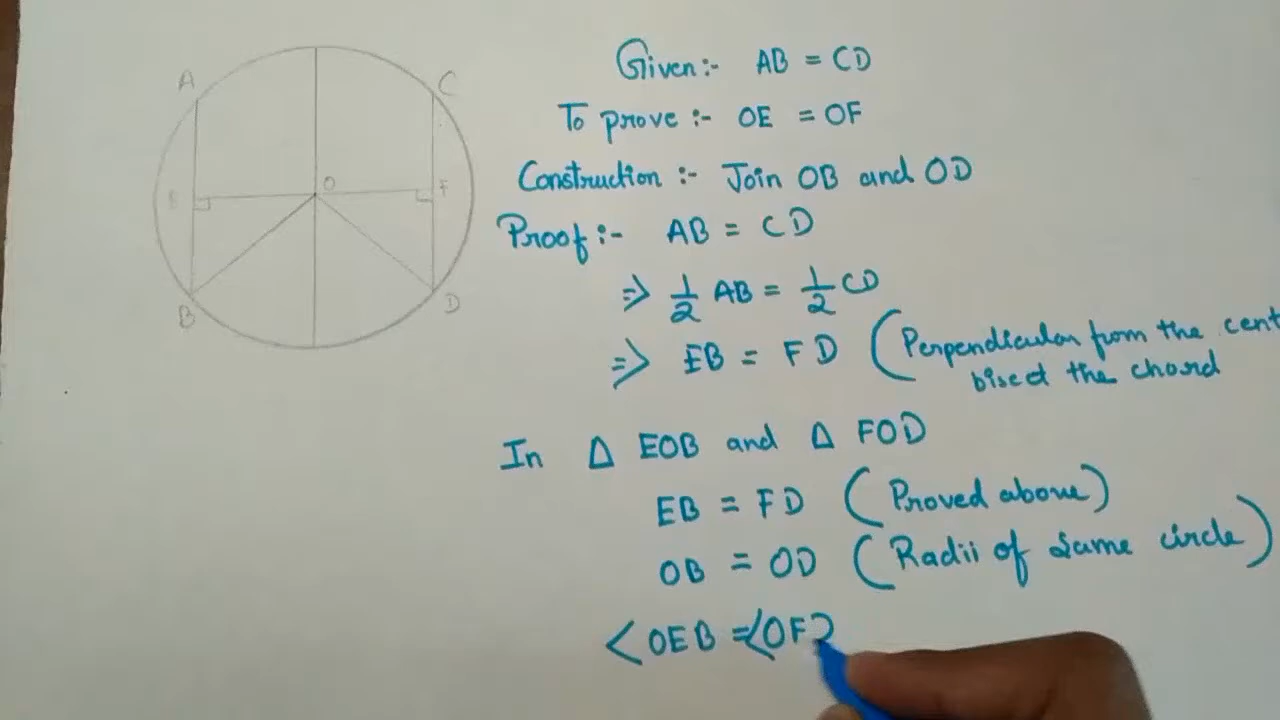 A
C
Given:- AB = CD
To prove:- OE = OF
Construction:- Join OB and OD
O
E
F
Proof:- AB = CD
⇒ 1/2 AB = 1/2 CD
B
D
⇒ EB = FD (Perpendicular from the cent
bisect the chord
In Δ EOB and Δ FOD
EB = FD (Proved above)
OB = OD (Radii of same circle)
<OEB = <OF